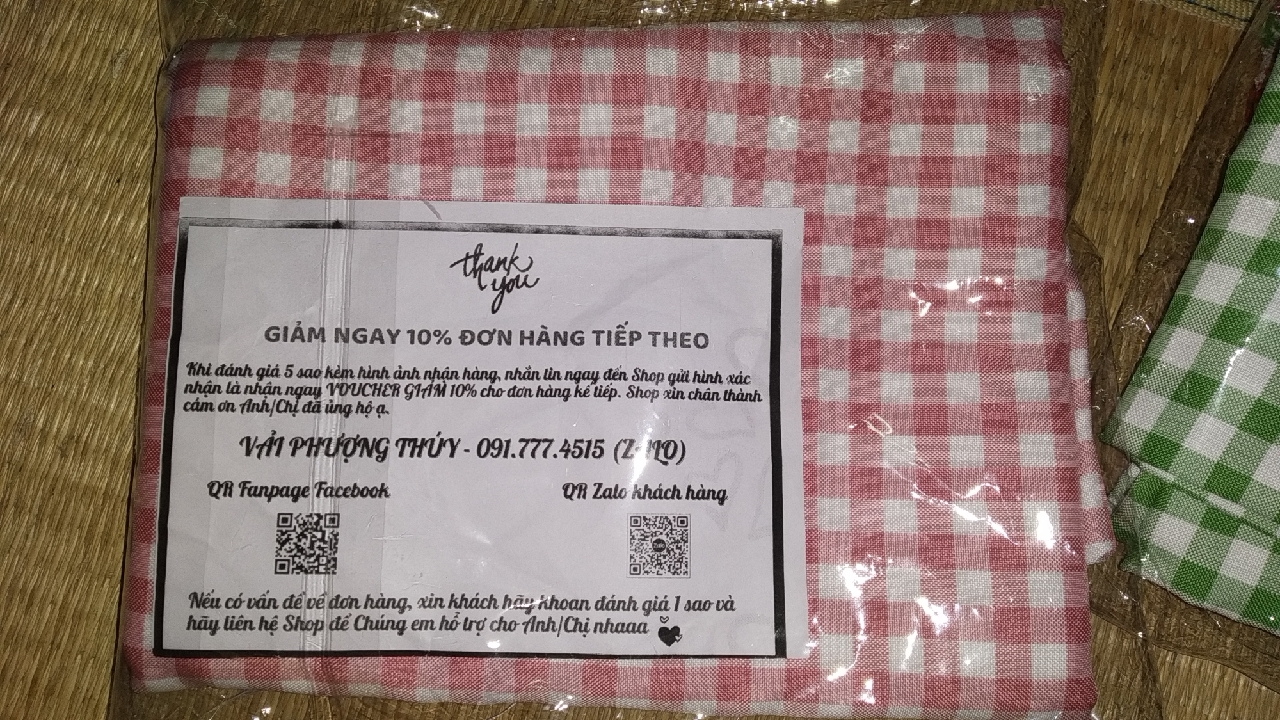 thank
you
GIẢM NGAY 10% ĐƠN HÀNG TIẾP THEO
Khi đánh giá 5 sao kèm hình ảnh nhận hàng, nhắn tin ngay đến Shop gửi hình xác
nhận là nhận ngay VOUCHER GIẢM 10% cho đơn hàng kế tiếp. Shop xin chân thành
cám ơn Anh/Chị đã ủng hộ ạ.
VẢI PHƯỢNG THÚY - 091.777.4515 (ZALO)
QR Fanpage Facebook
QR Zalo khách hàng
Nếu có vấn đề về đơn hàng, xin khách hãy khoan đánh giá 1 sao và
hãy liên hệ Shop để Chúng em hỗ trợ cho Anh/Chị nhaaa